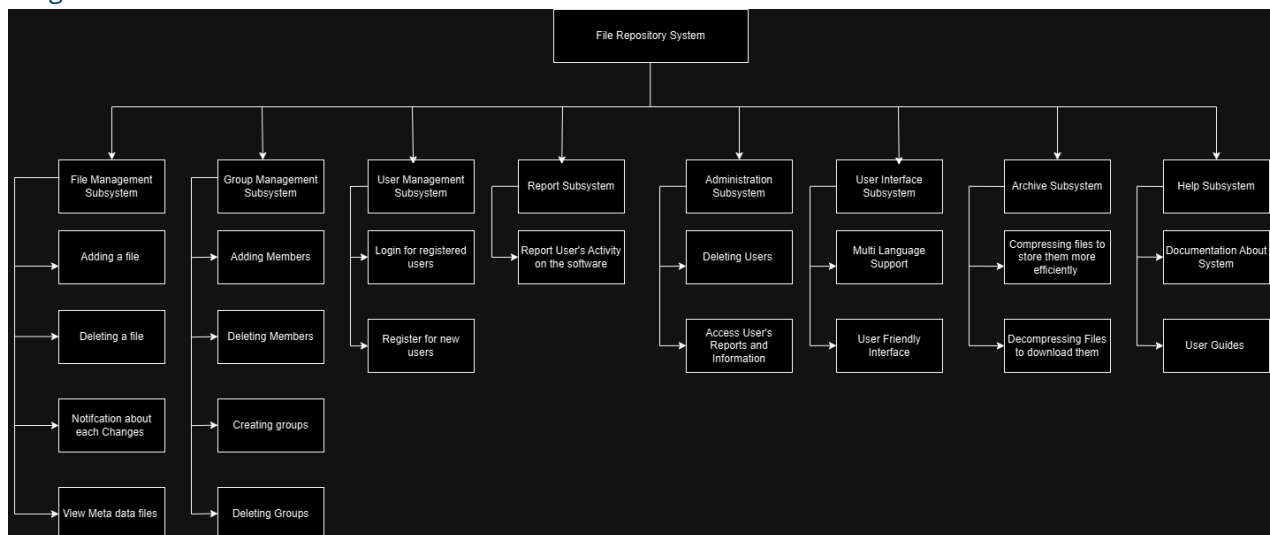 File Repository System
File Management
Subsystem
Group Management
Subsystem
User Management
Subsystem
Report Subsystem
Administration
Subsystem
User Interface
Subsystem
Archive Subsystem
Help Subsystem
Adding a file
Adding Members
Login for registered
users
Report User's Activity
on the software
Deleting Users
Multi Language
Support
Compressing files to
store them more
efficiently
Documentation About
System
Deleting a file
Deleting Members
Register for new
users
Access User's
Reports and
Information
User Friendly
Interface
Decompressing Files
to download them
User Guides
Notifcation about
each Changes
Creating groups
View Meta data files
Deleting Groups